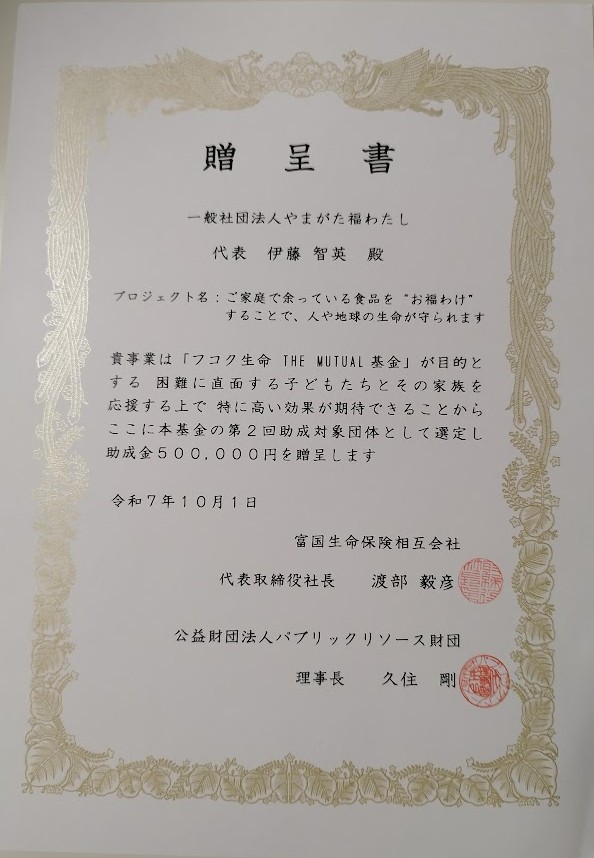 贈呈書
一般社団法人やまがた福わたし
代表 伊藤 智英 殿
プロジェクト名：ご家庭で余っている食品を“お福わけ”
することで、人や地球の生命が守られます
貴事業は「フコク生命 THE MUTUAL基金」が目的と
する 困難に直面する子どもたちとその家族を
応援する上で 特に高い効果が期待できることから
ここに本基金の第２回助成対象団体として選定し
助成金５００,０００円を贈呈します
令和７年１０月１日
富国生命保険相互会社
代表取締役社長 渡部 毅彦
公益財団法人パブリックリソース財団
理事長 久住 剛